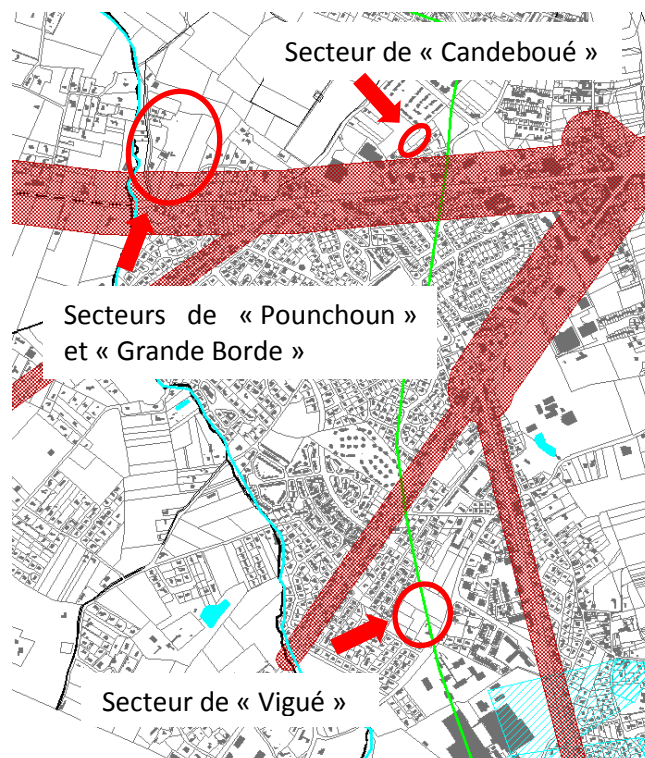 Secteur de « Candeboué »
Secteurs de « Pounchoun »
et « Grande Borde »
Secteur de « Vigué »